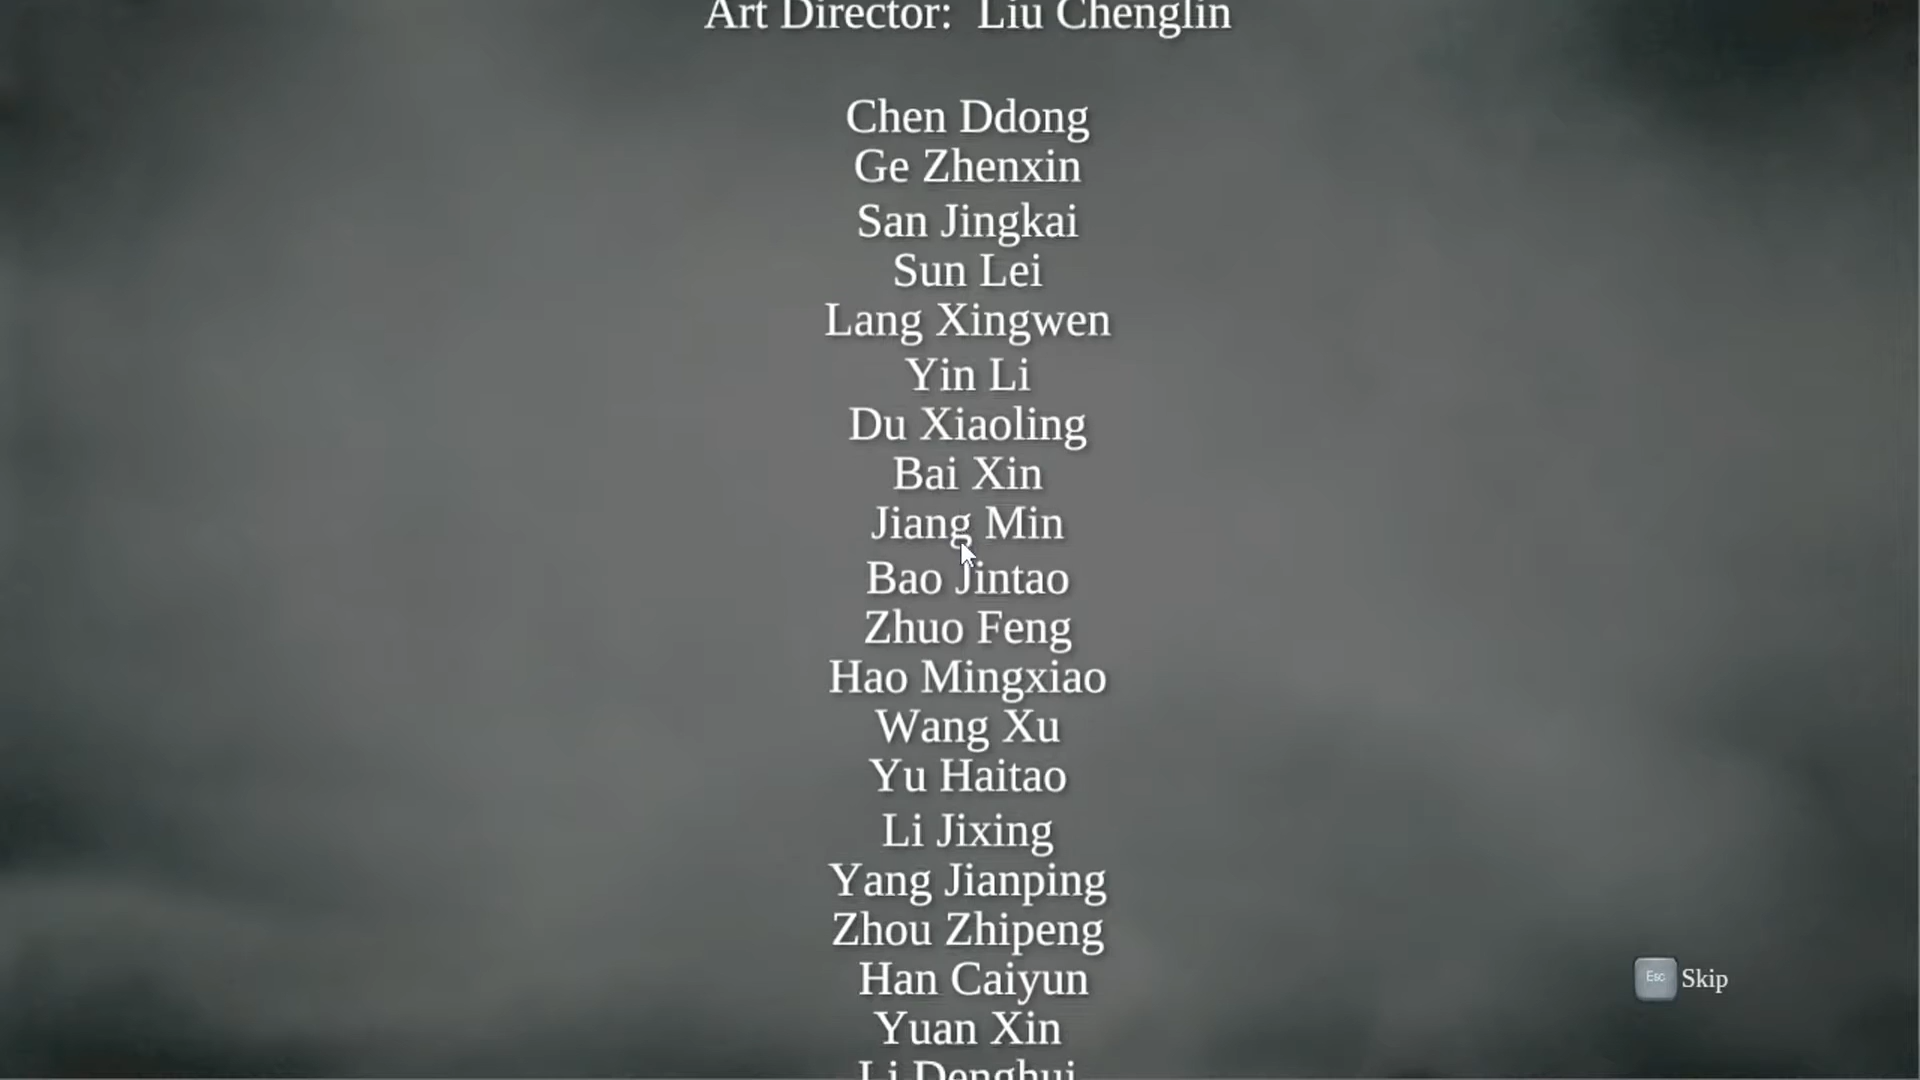 Art Director:  Liu Chenglin
Chen Ddong
Ge Zhenxin
San Jingkai
Sun Lei
Lang Xingwen
Yin Li
Du Xiaoling
Bai Xin
Jiang Min
Bao Jintao
Zhuo Feng
Hao Mingxiao
Wang Xu
Yu Haitao
Li Jixing
Yang Jianping
Zhou Zhipeng
Han Caiyun
Esc Skip
Yuan Xin
Li Denghui